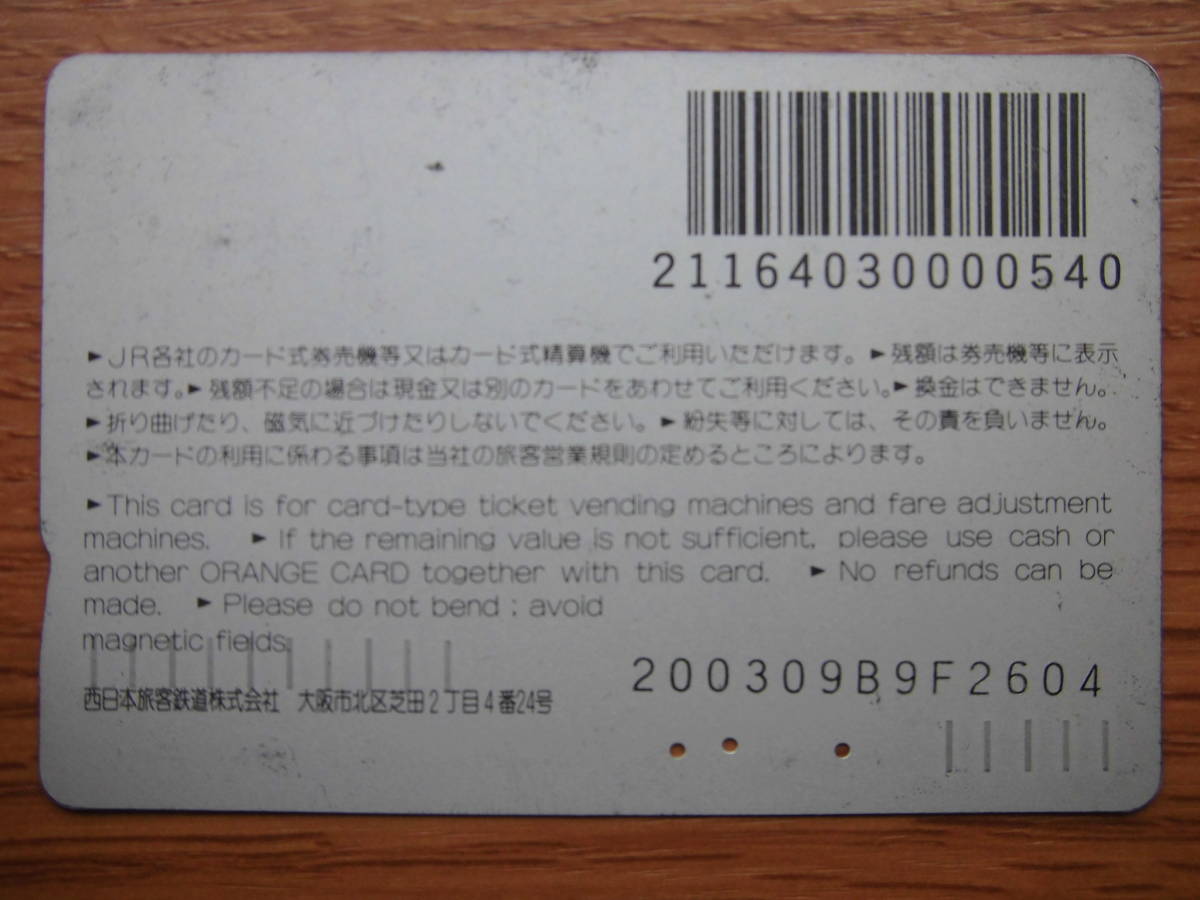 211640300000540
►JR各社のカード式券売機等又はカード式精算機でご利用いただけます。►残額は券売機等に表示
されます。►残額不足の場合は現金又は別のカードをあわせてご利用ください。►換金はできません。
►折り曲げたり、磁気に近づけたりしないでください。►紛失等に対しては、その責を負いません。
►本カードの利用に係わる事項は当社の旅客営業規則の定めるところによります。
►This card is for card-type ticket vending machines and fare adjustment
machines. ►If the remaining value is not sufficient, please use cash or
another ORANGE CARD together with this card. ►No refunds can be
made. ►Please do not bend ; avoid
magnetic fields.
200309B9F2604
西日本旅客鉄道株式会社 大阪市北区芝田2丁目4番24号